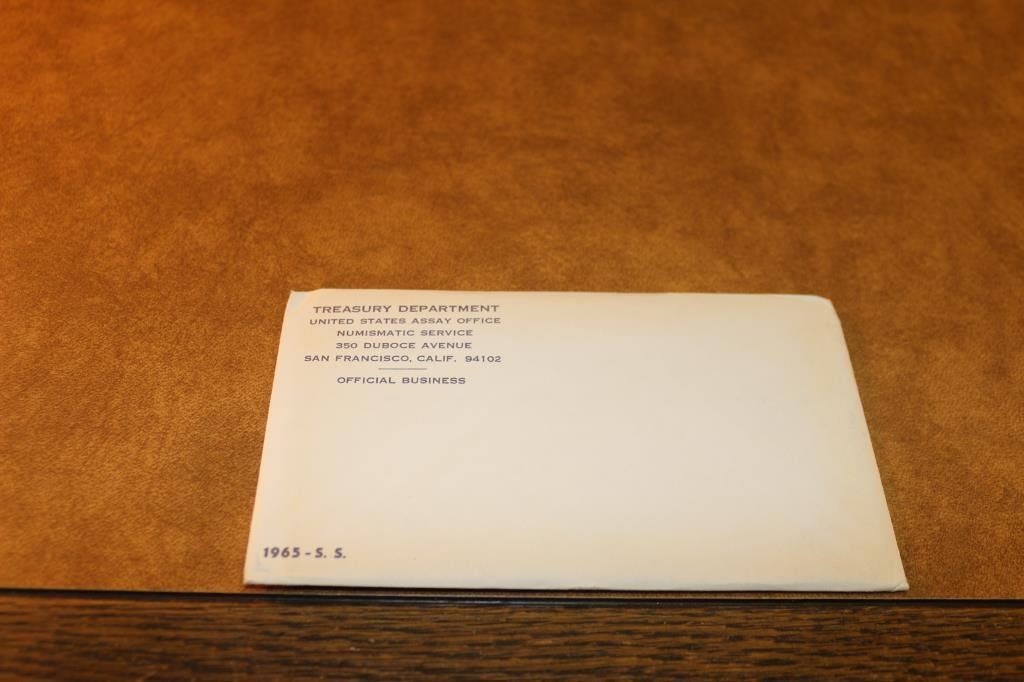 TREASURY DEPARTMENT
UNITED STATES ASSAY OFFICE
NUMISMATIC SERVICE
350 DUBOCE AVENUE
SAN FRANCISCO, CALIF. 94102
OFFICIAL BUSINESS
1965 - S. S.